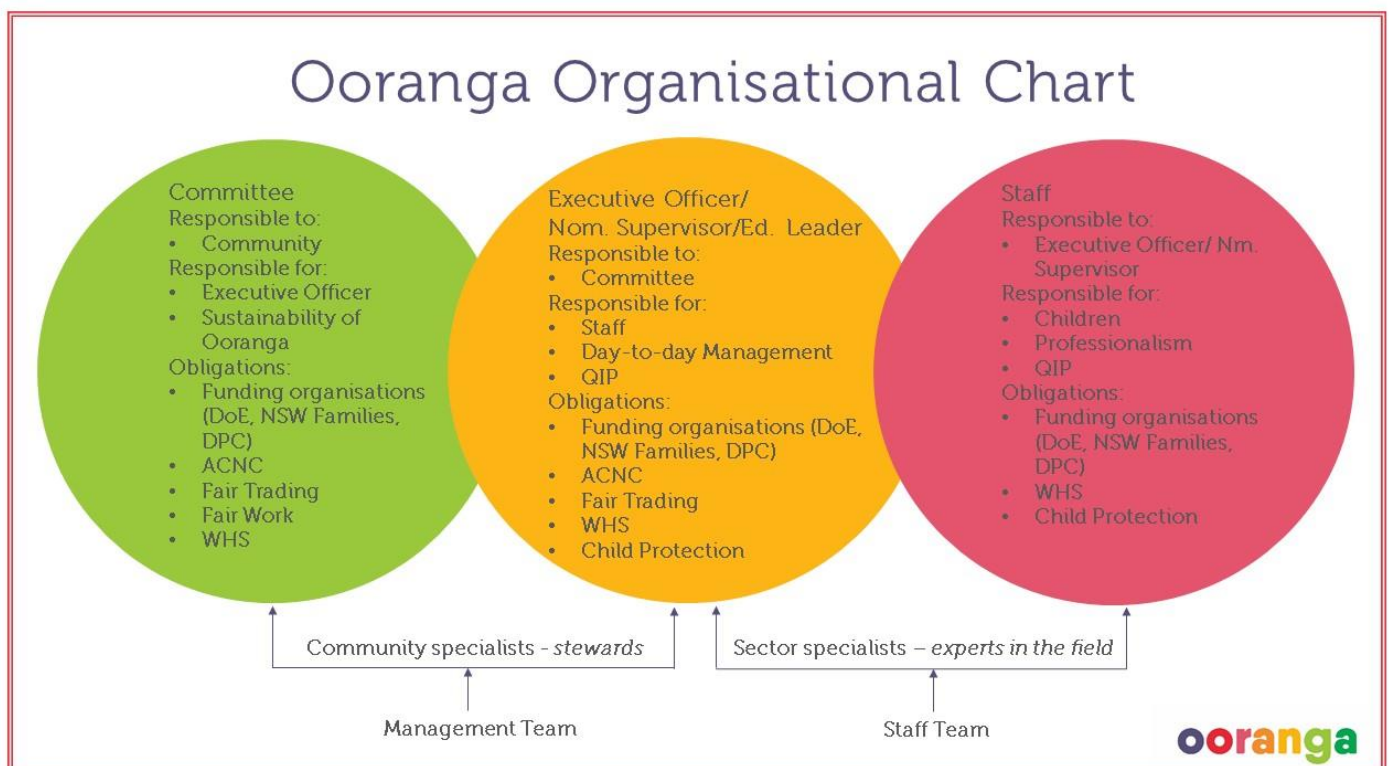 Ooranga Organisational Chart
Committee
Responsible to:
• Community
Responsible for:
• Executive Officer
• Sustainability of
Ooranga
Obligations:
• Funding organisations
(DoE, NSW Families,
DPC)
• ACNC
• Fair Trading
• Fair Work
• WHS
Executive Officer/
Nom. Supervisor/Ed. Leader
Responsible to:
• Committee
Responsible for:
• Staff
• Day-to-day Management
• QIP
Obligations:
• Funding organisations (DoE,
NSW Families, DPC)
• ACNC
• Fair Trading
• WHS
• Child Protection
Staff
Responsible to:
• Executive Officer/ Nm.
Supervisor
Responsible for:
• Children
• Professionalism
• QIP
Obligations:
• Funding organisations
(DoE, NSW Families,
DPC)
• WHS
• Child Protection
Community specialists - stewards
Sector specialists – experts in the field
Management Team
Staff Team
ooranga